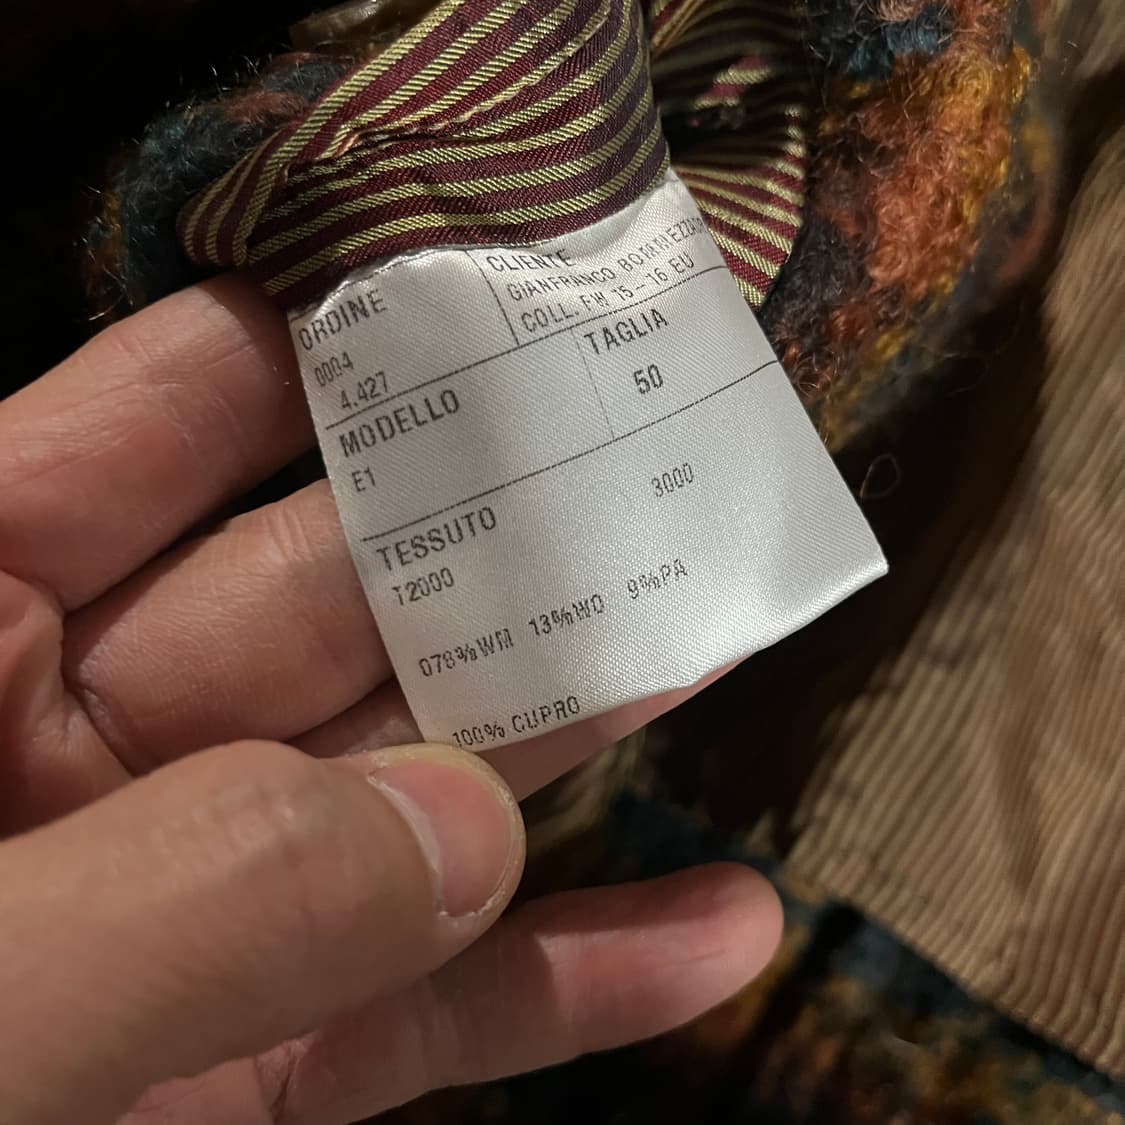 ORDINE
0004
4.427
CLIENTE
GIANFRANCO
COLL. FW 15-16 EU
MODELLO
E1
TAGLIA
50
TESSUTO
T2000
3000
078%WM 13%WO 9%PA
100% CUPRO